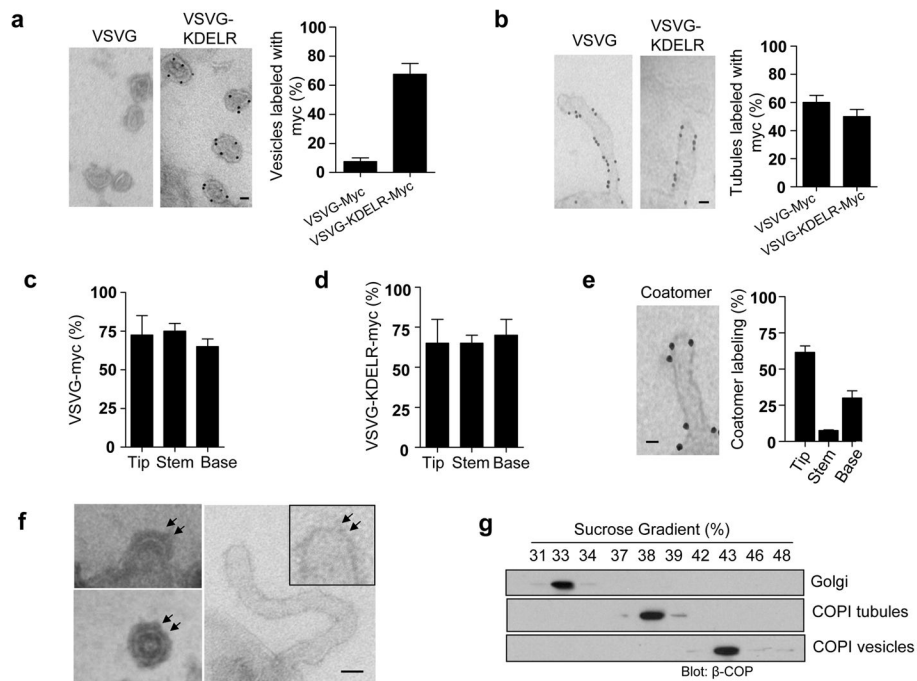 a
VSVG
VSVG-
KDELR
Vesicles labeled with
myc (%)
100
80
60
40
20
0
VSVG-Myc
VSVG-KDELR-Myc
b
VSVG
VSVG-
KDELR
Tubules labeled with
myc (%)
100
80
60
40
20
0
VSVG-Myc
VSVG-KDELR-Myc
c
VSVG-myc (%)
100
75
50
25
0
Tip Stem Base
d
VSVG-KDELR-myc (%)
100
75
50
25
0
Tip Stem Base
e
Coatomer
Coatomer labeling (%)
100
75
50
25
0
Tip
Stem
Base
f
g
Sucrose Gradient (%)
31 33 34 37 38 39 42 43 46 48
Golgi
COPI tubules
COPI vesicles
Blot: β-COP